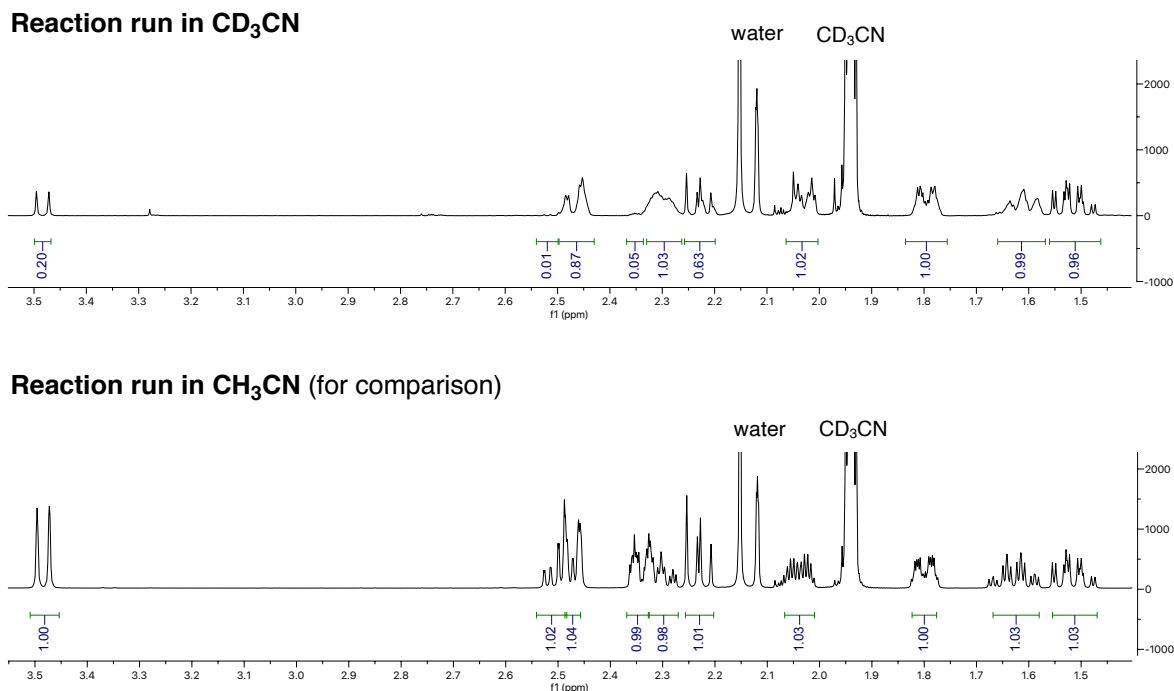 Reaction run in CD₃CN
water CD₃CN
2000
1000
0
-1000
0.20 0.01 0.87 0.05 1.03 0.63 1.02 1.00 0.99 0.96
3.5 3.4 3.3 3.2 3.1 3.0 2.9 2.8 2.7 2.6 2.5 2.4 2.3 2.2 2.1 2.0 1.9 1.8 1.7 1.6 1.5
f1 (ppm)
Reaction run in CH₃CN (for comparison)
water CD₃CN
2000
1000
0
-1000
1.00 1.02 1.04 0.99 0.98 1.01 1.03 1.00 1.03 1.03
3.5 3.4 3.3 3.2 3.1 3.0 2.9 2.8 2.7 2.6 2.5 2.4 2.3 2.2 2.1 2.0 1.9 1.8 1.7 1.6 1.5
f1 (ppm)